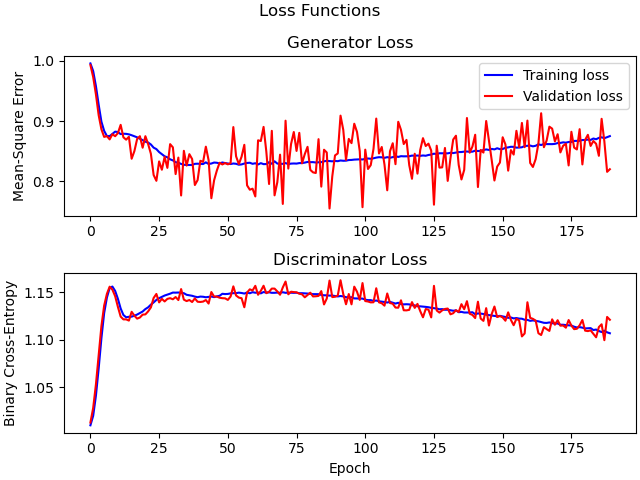 Loss Functions
Generator Loss
Mean-Square Error
1.0
0.9
0.8
Training loss
Validation loss
0 25 50 75 100 125 150 175
Discriminator Loss
Binary Cross-Entropy
1.15
1.10
1.05
0 25 50 75 100 125 150 175
Epoch